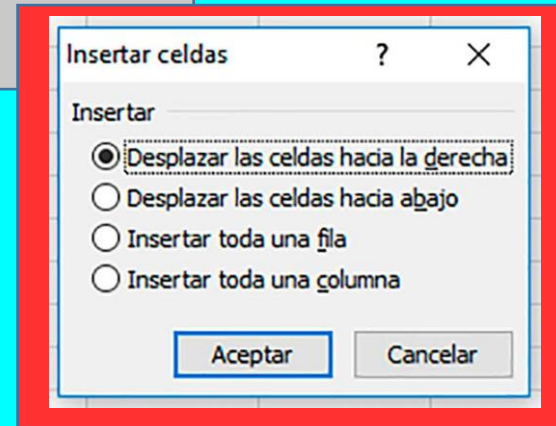 Insertar celdas ? ×
Insertar
Desplazar las celdas hacia la derecha
Desplazar las celdas hacia abajo
Insertar toda una fila
Insertar toda una columna
Aceptar Cancelar